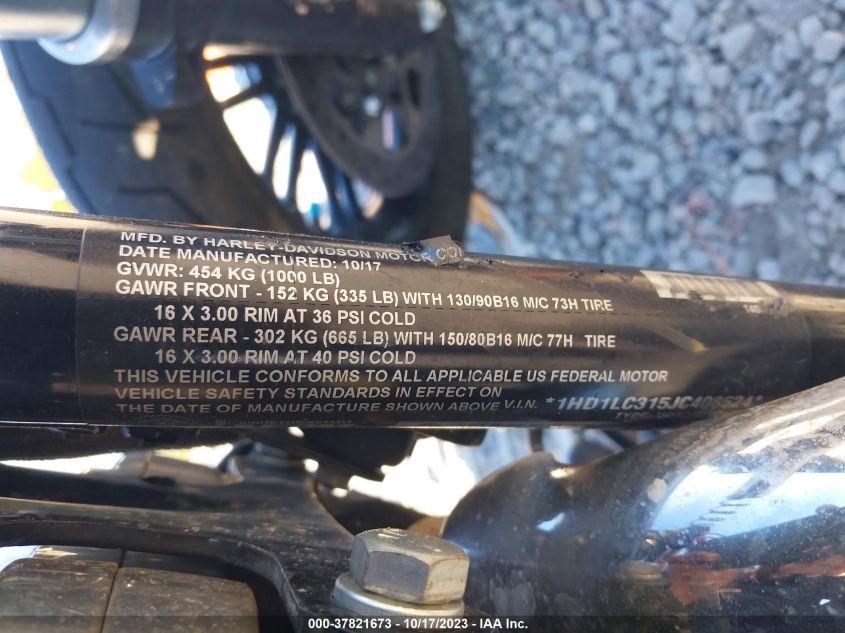 MFD. BY HARLEY-DAVIDSON MOTOR CO.
DATE MANUFACTURED: 10/17
GVWR: 454 KG (1000 LB)
GAWR FRONT - 152 KG (335 LB) WITH 130/90B16 M/C 73H TIRE
16 X 3.00 RIM AT 36 PSI COLD
GAWR REAR - 302 KG (665 LB) WITH 150/80B16 M/C 77H TIRE
16 X 3.00 RIM AT 40 PSI COLD
THIS VEHICLE CONFORMS TO ALL APPLICABLE US FEDERAL MOTOR
VEHICLE SAFETY STANDARDS IN EFFECT ON
THE DATE OF MANUFACTURE SHOWN ABOVE V.I.N. *1HD1LC315JC408624*
000-37821673 - 10/17/2023 - IAA Inc.